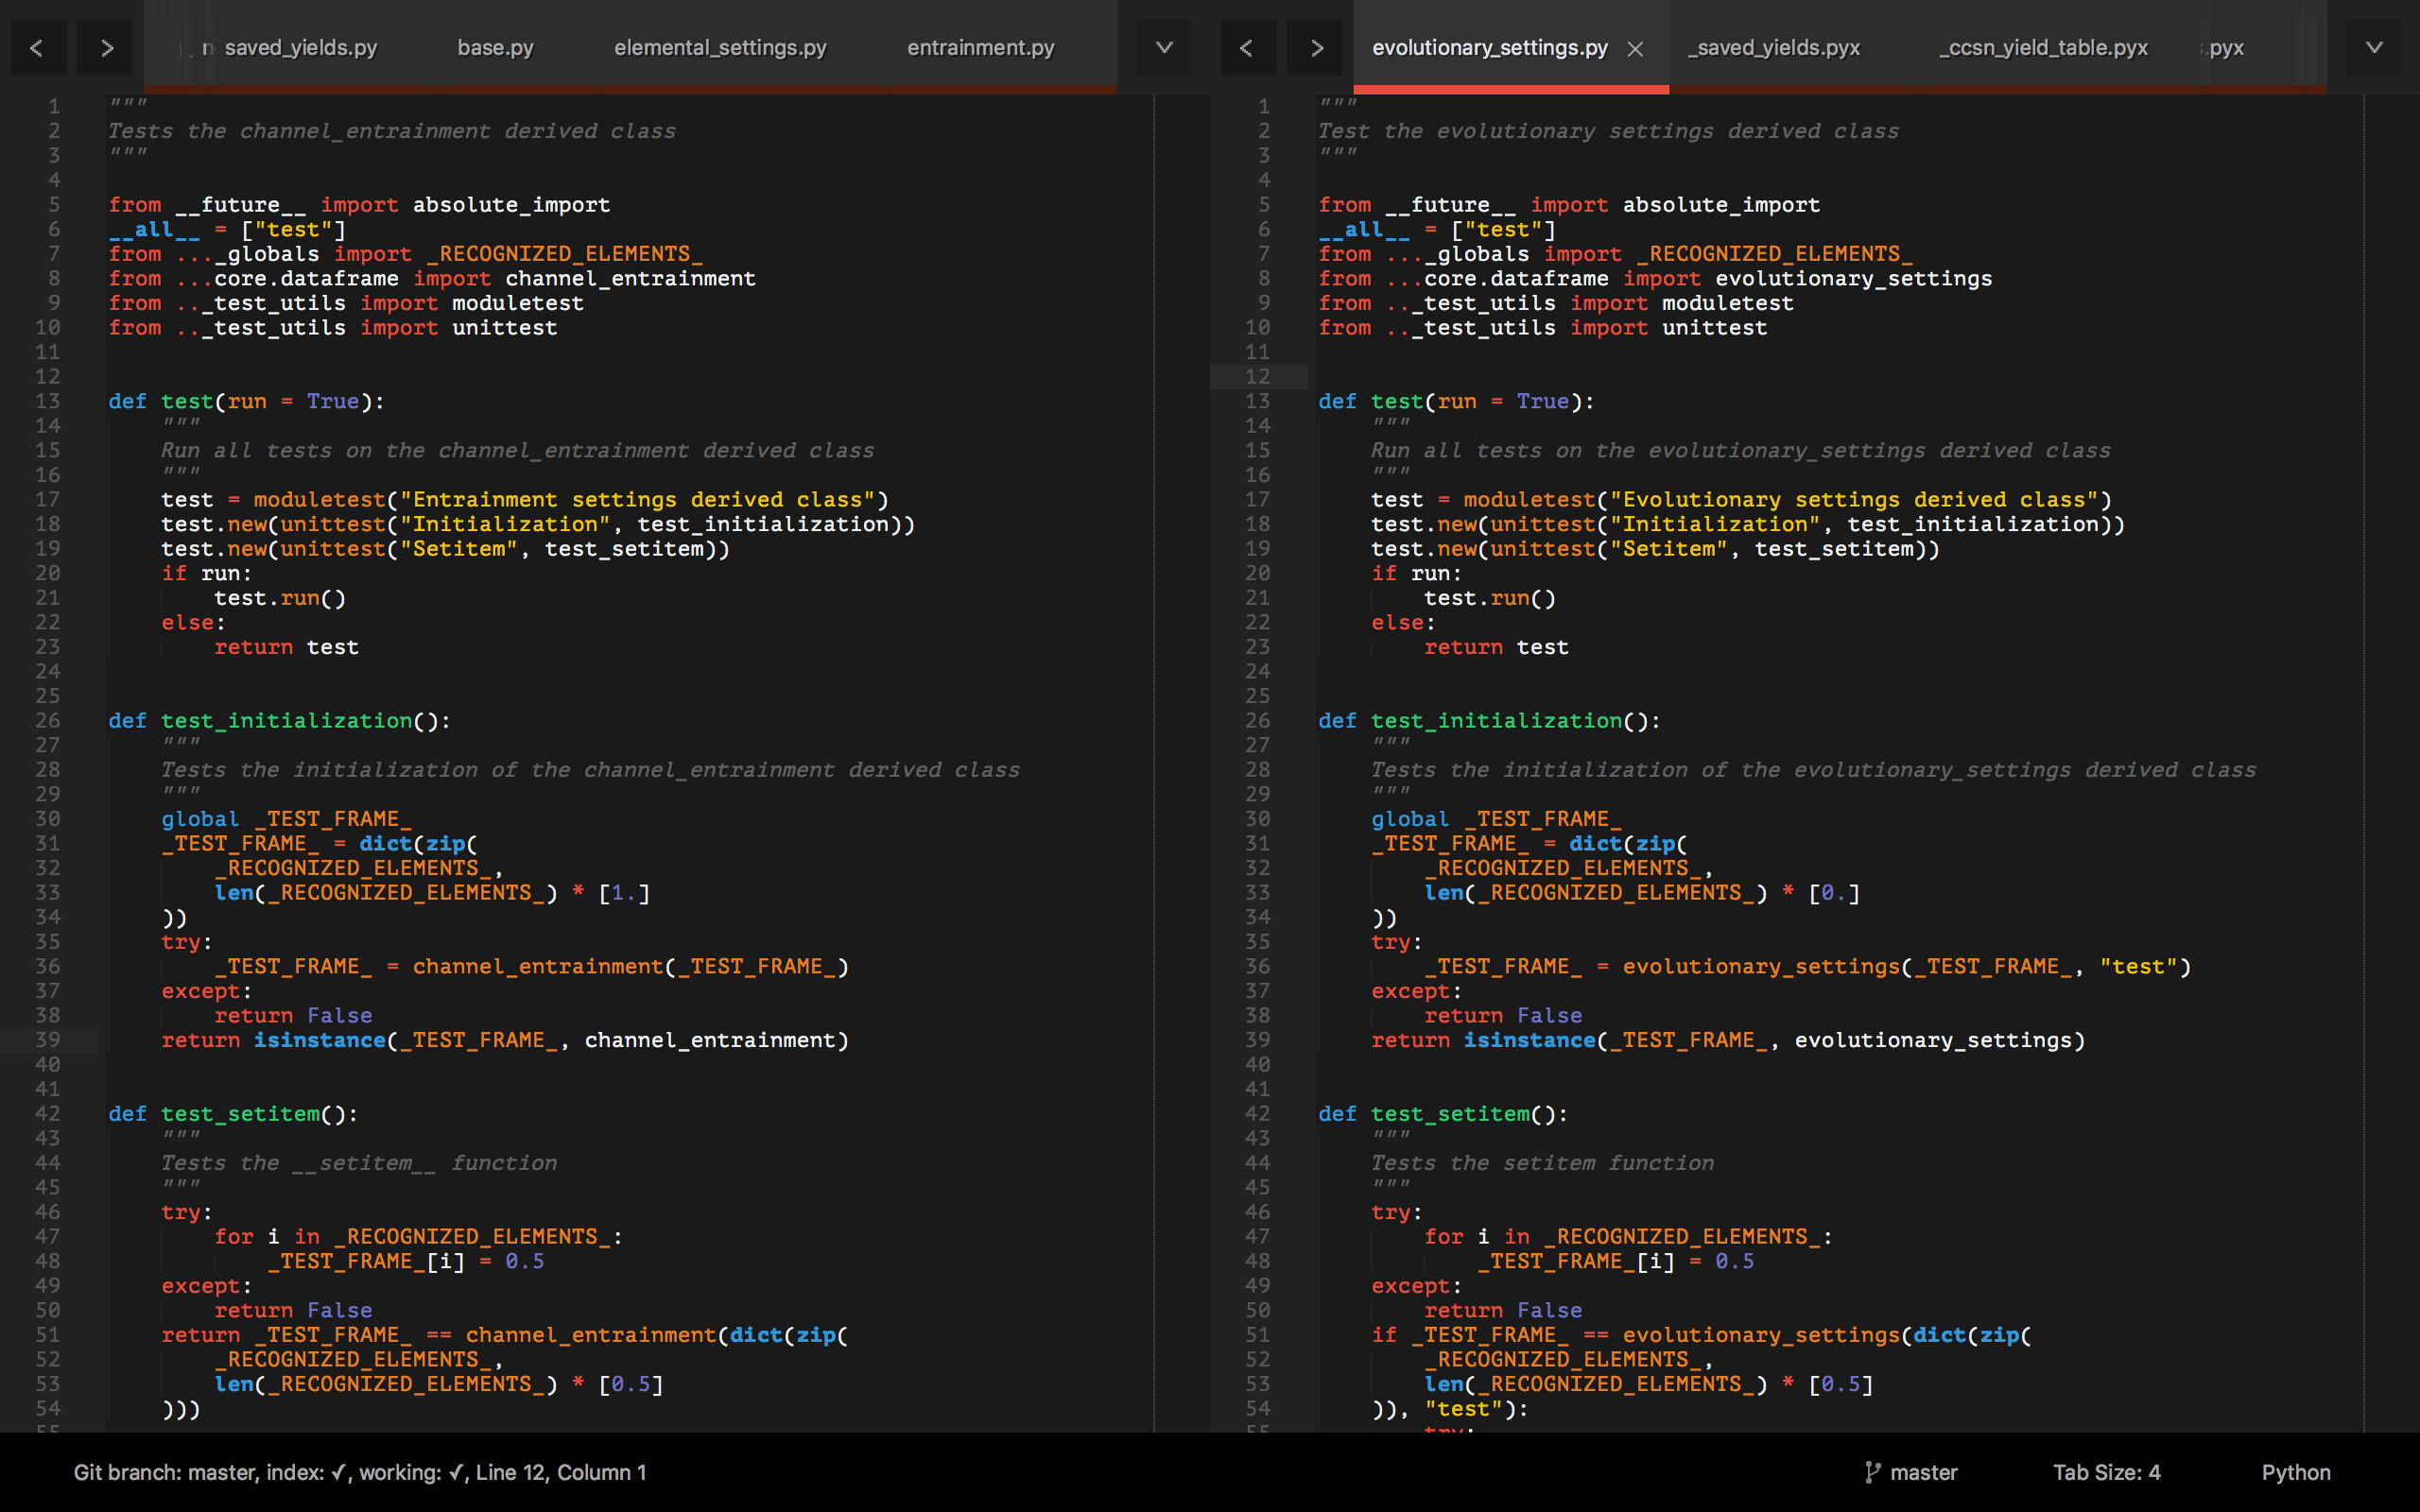 saved_yields.py base.py elemental_settings.py entrainment.py
1 """
2 Tests the channel_entrainment derived class
3 """
4
5 from __future__ import absolute_import
6 __all__ = ["test"]
7 from ..._globals import _RECOGNIZED_ELEMENTS_
8 from ...core.dataframe import channel_entrainment
9 from .._test_utils import moduletest
10 from .._test_utils import unittest
11
12
13 def test(run = True):
14     """
15     Run all tests on the channel_entrainment derived class
16     """
17     test = moduletest("Entrainment settings derived class")
18     test.new(unittest("Initialization", test_initialization))
19     test.new(unittest("Setitem", test_setitem))
20     if run:
21         test.run()
22     else:
23         return test
24
25
26 def test_initialization():
27     """
28     Tests the initialization of the channel_entrainment derived class
29     """
30     global _TEST_FRAME_
31     _TEST_FRAME_ = dict(zip(
32         _RECOGNIZED_ELEMENTS_,
33         len(_RECOGNIZED_ELEMENTS_) * [1.]
34     ))
35     try:
36         _TEST_FRAME_ = channel_entrainment(_TEST_FRAME_)
37     except:
38         return False
39     return isinstance(_TEST_FRAME_, channel_entrainment)
40
41
42 def test_setitem():
43     """
44     Tests the __setitem__ function
45     """
46     try:
47         for i in _RECOGNIZED_ELEMENTS_:
48             _TEST_FRAME_[i] = 0.5
49     except:
50         return False
51     return _TEST_FRAME_ == channel_entrainment(dict(zip(
52         _RECOGNIZED_ELEMENTS_,
53         len(_RECOGNIZED_ELEMENTS_) * [0.5]
54     )))
55
evolutionary_settings.py × _saved_yields.pyx _ccsn_yield_table.pyx .pyx
1 """
2 Test the evolutionary settings derived class
3 """
4
5 from __future__ import absolute_import
6 __all__ = ["test"]
7 from ..._globals import _RECOGNIZED_ELEMENTS_
8 from ...core.dataframe import evolutionary_settings
9 from .._test_utils import moduletest
10 from .._test_utils import unittest
11
12
13 def test(run = True):
14     """
15     Run all tests on the evolutionary_settings derived class
16     """
17     test = moduletest("Evolutionary settings derived class")
18     test.new(unittest("Initialization", test_initialization))
19     test.new(unittest("Setitem", test_setitem))
20     if run:
21         test.run()
22     else:
23         return test
24
25
26 def test_initialization():
27     """
28     Tests the initialization of the evolutionary_settings derived class
29     """
30     global _TEST_FRAME_
31     _TEST_FRAME_ = dict(zip(
32         _RECOGNIZED_ELEMENTS_,
33         len(_RECOGNIZED_ELEMENTS_) * [0.]
34     ))
35     try:
36         _TEST_FRAME_ = evolutionary_settings(_TEST_FRAME_, "test")
37     except:
38         return False
39     return isinstance(_TEST_FRAME_, evolutionary_settings)
40
41
42 def test_setitem():
43     """
44     Tests the setitem function
45     """
46     try:
47         for i in _RECOGNIZED_ELEMENTS_:
48             _TEST_FRAME_[i] = 0.5
49     except:
50         return False
51     if _TEST_FRAME_ == evolutionary_settings(dict(zip(
52         _RECOGNIZED_ELEMENTS_,
53         len(_RECOGNIZED_ELEMENTS_) * [0.5]
54     )), "test"):
55         try:
Git branch: master, index: ✓, working: ✓, Line 12, Column 1 master Tab Size: 4 Python